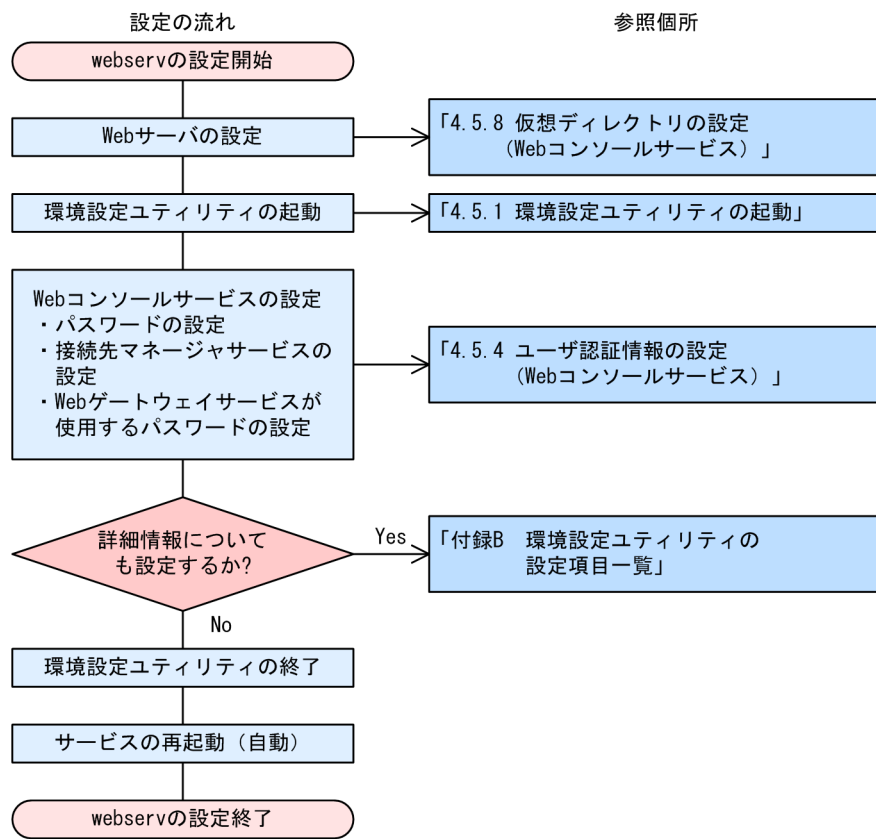 設定の流れ
参照個所
webservの設定開始
Webサーバの設定
「4.5.8 仮想ディレクトリの設定
(Webコンソールサービス)」
環境設定ユティリティの起動
「4.5.1 環境設定ユティリティの起動」
Webコンソールサービスの設定
・パスワードの設定
・接続先マネージャサービスの
設定
・Webゲートウェイサービスが
使用するパスワードの設定
「4.5.4 ユーザ認証情報の設定
(Webコンソールサービス)」
詳細情報について
も設定するか?
Yes
「付録B 環境設定ユティリティの
設定項目一覧」
No
環境設定ユティリティの終了
サービスの再起動(自動)
webservの設定終了